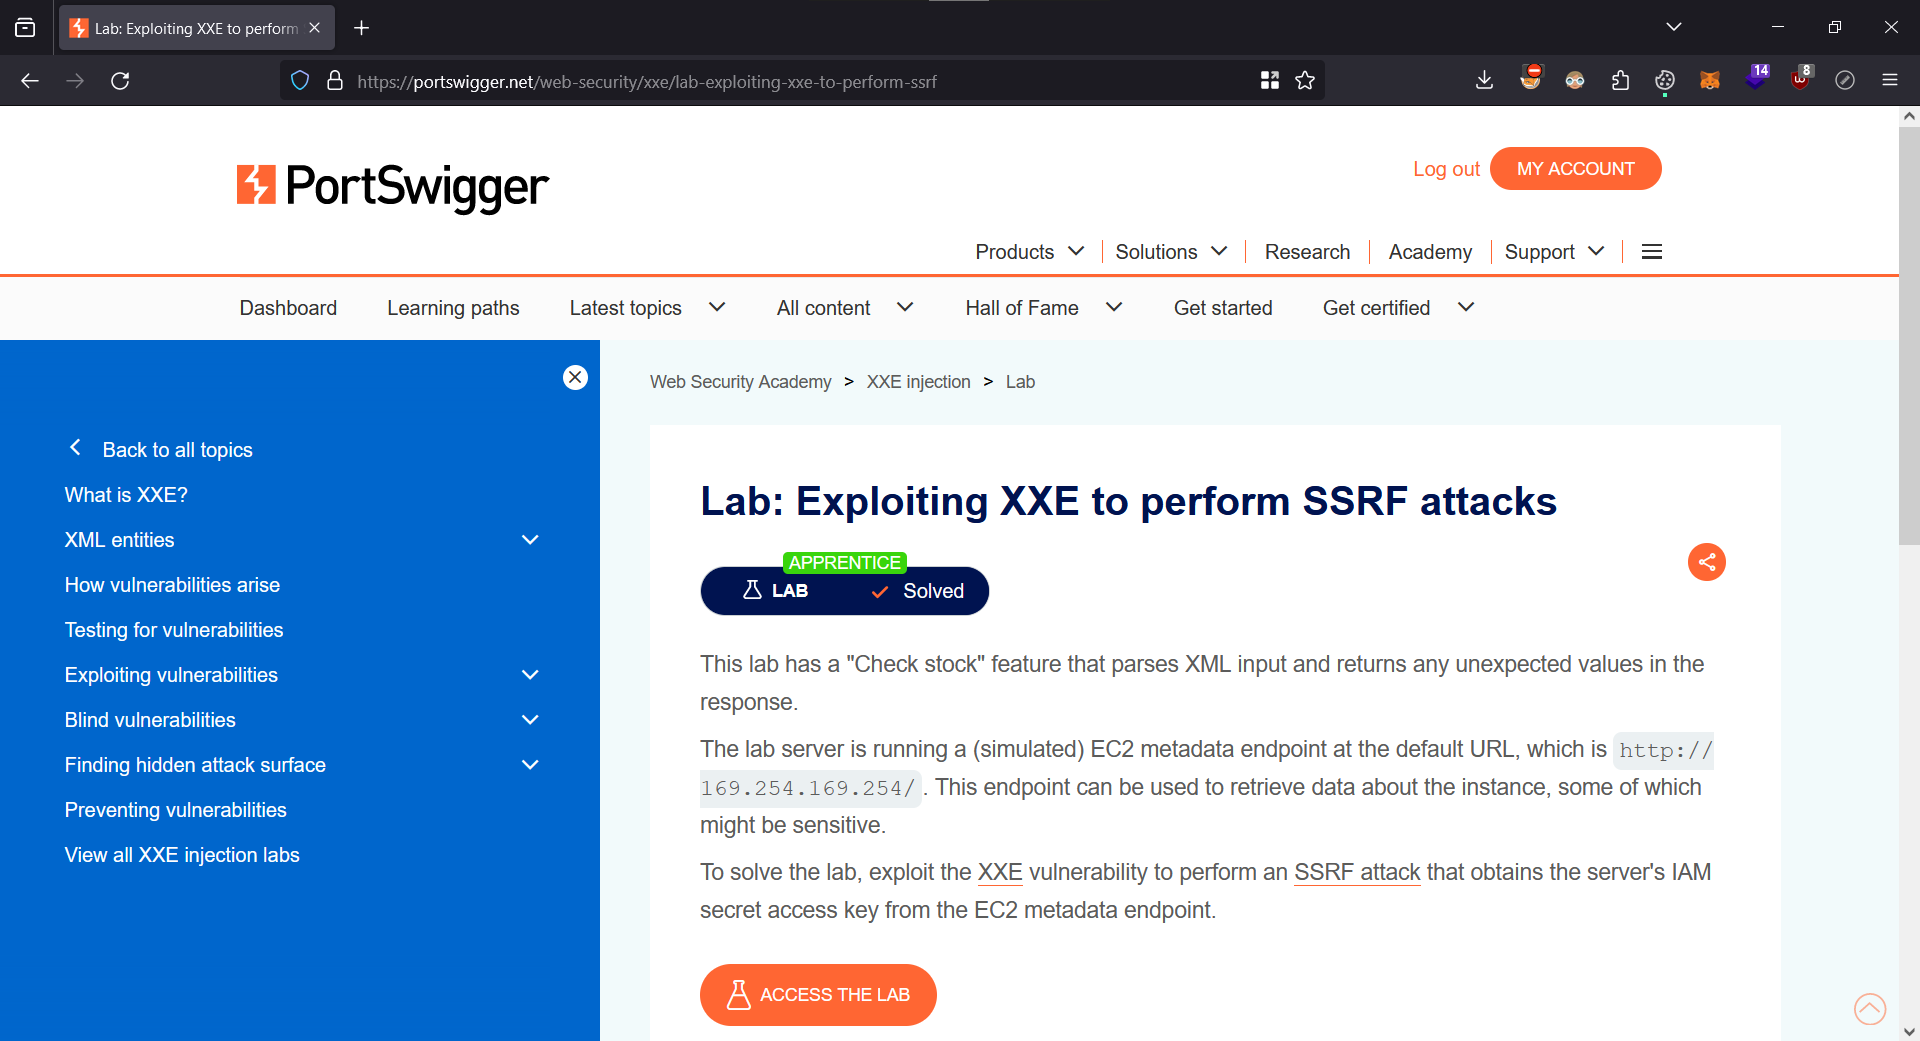 Lab: Exploiting XXE to perform
https://portswigger.net/web-security/xxe/lab-exploiting-xxe-to-perform-ssrf
14
8
PortSwigger
Log out
MY ACCOUNT
Products
Solutions
Research
Academy
Support
Dashboard
Learning paths
Latest topics
All content
Hall of Fame
Get started
Get certified
Back to all topics
What is XXE?
XML entities
How vulnerabilities arise
Testing for vulnerabilities
Exploiting vulnerabilities
Blind vulnerabilities
Finding hidden attack surface
Preventing vulnerabilities
View all XXE injection labs
Web Security Academy > XXE injection > Lab
Lab: Exploiting XXE to perform SSRF attacks
APPRENTICE
LAB
Solved
This lab has a "Check stock" feature that parses XML input and returns any unexpected values in the
response.
The lab server is running a (simulated) EC2 metadata endpoint at the default URL, which is http://
169.254.169.254/. This endpoint can be used to retrieve data about the instance, some of which
might be sensitive.
To solve the lab, exploit the XXE vulnerability to perform an SSRF attack that obtains the server's IAM
secret access key from the EC2 metadata endpoint.
ACCESS THE LAB